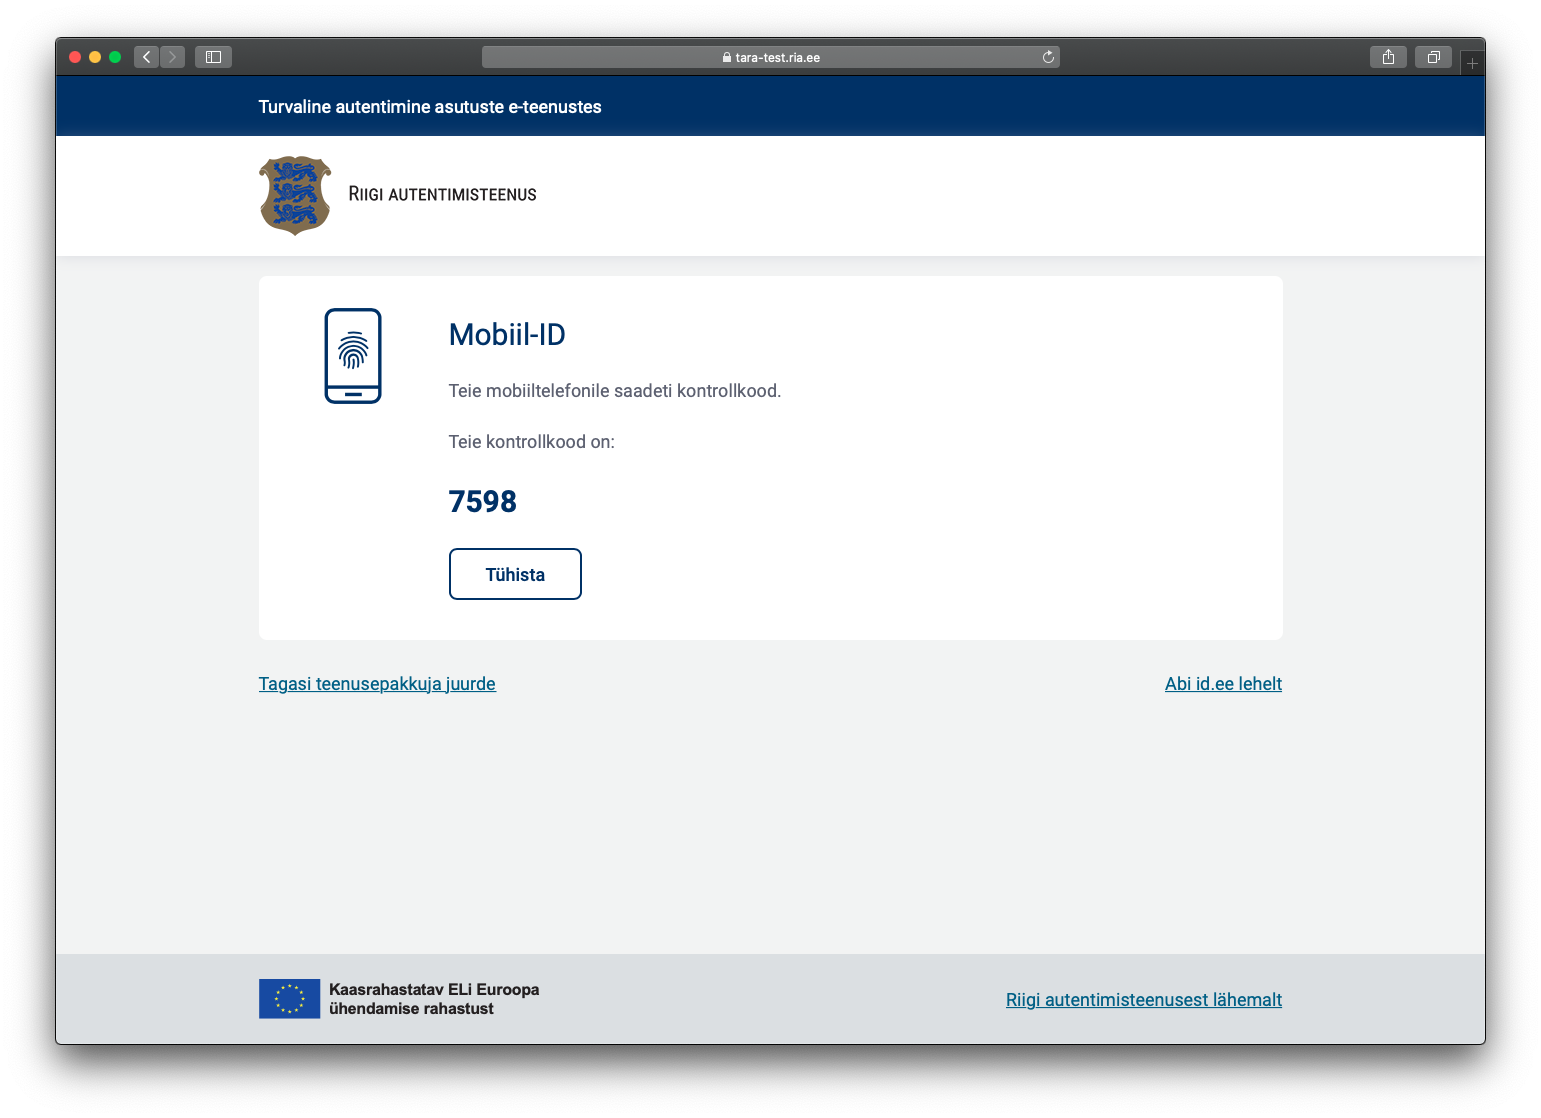 tara-test.ria.ee
Turvaline autentimine asutuste e-teenustes
RIIGI AUTENTIMISTEENUS
Mobiil-ID
Teie mobiiltelefonile saadeti kontrollkood.
Teie kontrollkood on:
7598
Tühista
Tagasi teenusepakkuja juurde
Abi id.ee lehelt
Kaasrahastatav ELi Euroopa
ühendamise rahastust
Riigi autentimisteenusest lähemalt